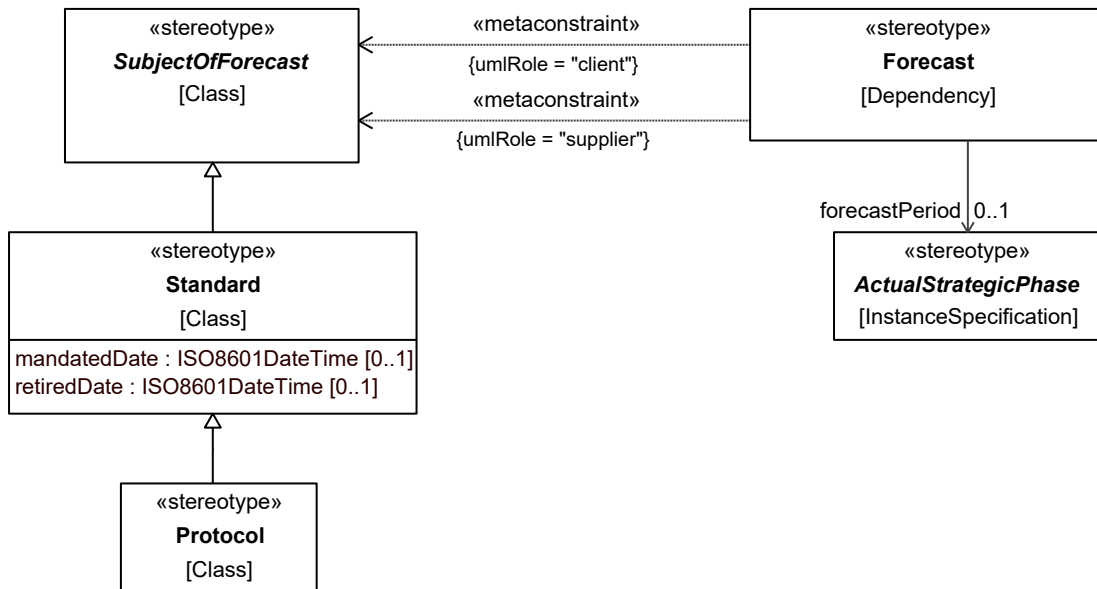 «stereotype»
SubjectOfForecast
[Class]
«metaconstraint»
{umlRole = "client"}
«metaconstraint»
{umlRole = "supplier"}
«stereotype»
Forecast
[Dependency]
forecastPeriod 0..1
«stereotype»
Standard
[Class]
mandatedDate : ISO8601DateTime [0..1]
retiredDate : ISO8601DateTime [0..1]
«stereotype»
ActualStrategicPhase
[InstanceSpecification]
«stereotype»
Protocol
[Class]